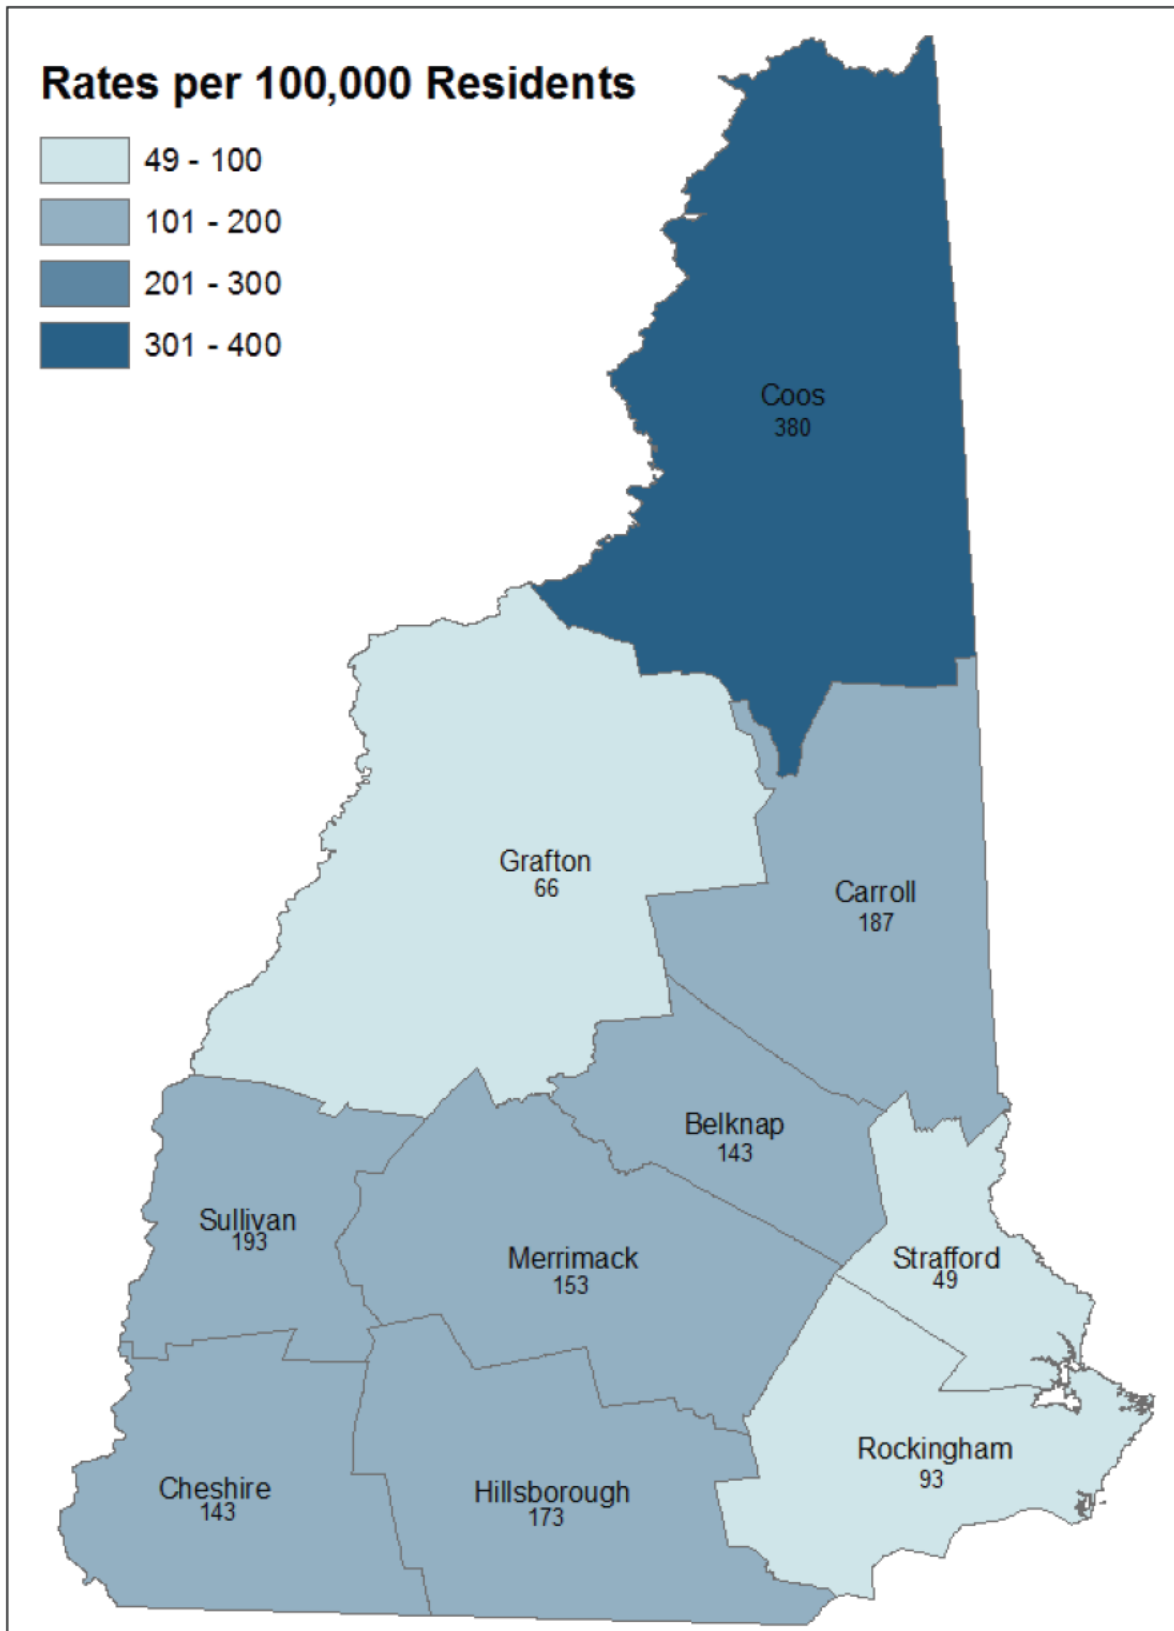 Rates per 100,000 Residents
49 - 100
101 - 200
201 - 300
301 - 400
Coos
380
Grafton
66
Carroll
187
Belknap
143
Sullivan
193
Merrimack
153
Strafford
49
Rockingham
93
Cheshire
143
Hillsborough
173